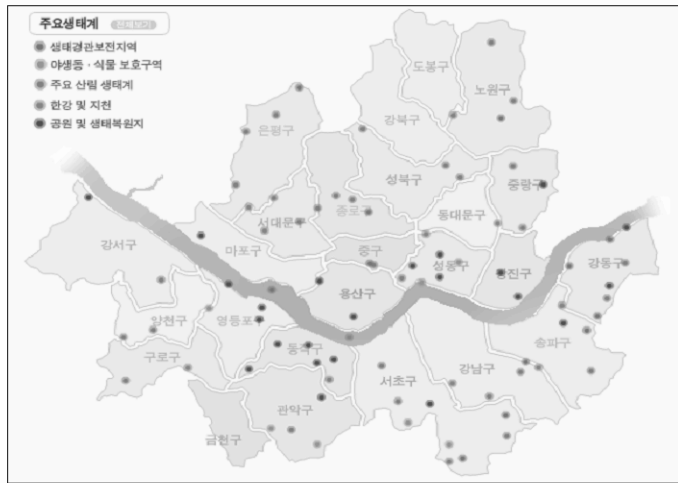 주요생태계 전체보기
생태경관보전지역
야생동·식물 보호구역
주요 산림 생태계
한강 및 지천
공원 및 생태복원지
도봉구
노원구
강북구
은평구
성북구
중랑구
종로구
서대문구
동대문구
강서구
마포구
중구
성동구
광진구
강동구
용산구
양천구
영등포구
송파구
동작구
구로구
강남구
서초구
관악구
금천구